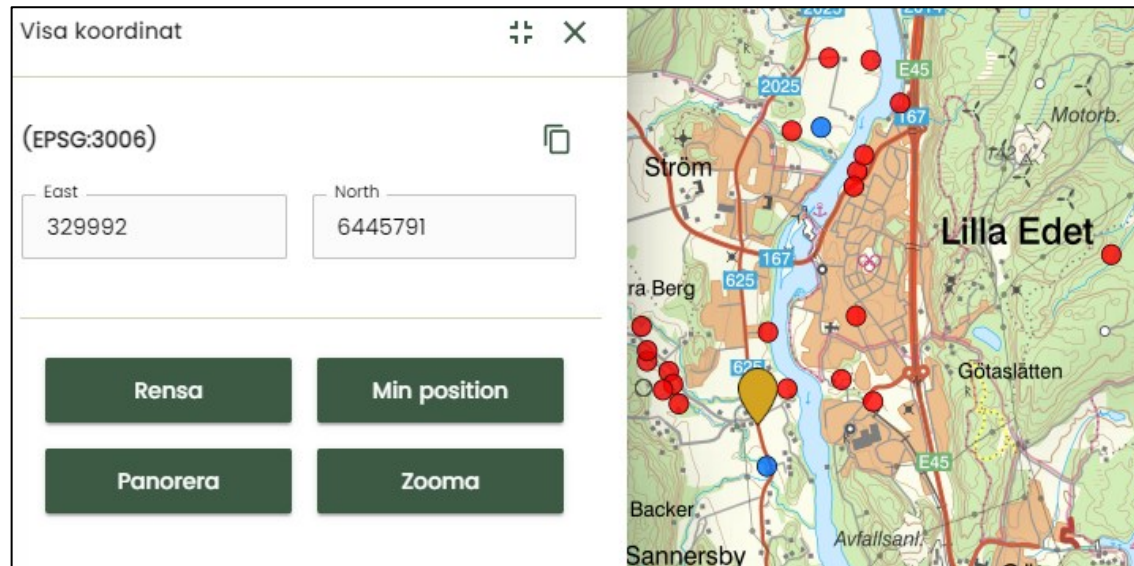 Visa koordinat
(EPSG:3006)
East
329992
North
6445791
Rensa
Min position
Panorera
Zooma
2025
E45
2025
167
Motorb.
Ström
142
Lilla Edet
167
625
ra Berg
625
Götaslätten
E45
Backer
Avfallsanl.
Sannersby